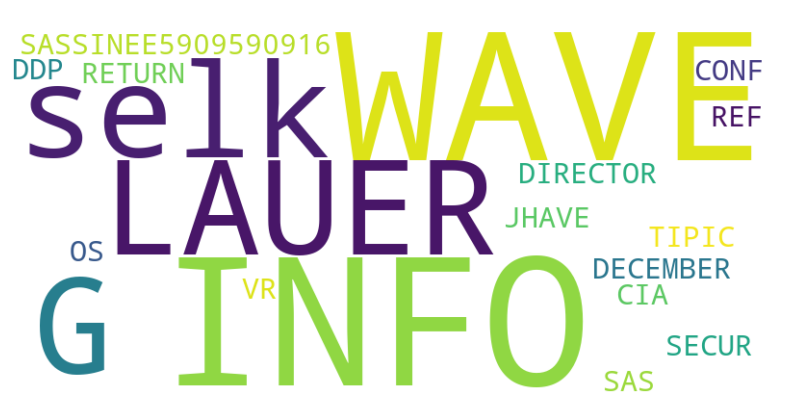 SASSINEE5909590916
WAVE
DDP
RETURN
CONF
selk
REF
LAUER
DIRECTOR
JHAVE
TIPIC
OS
DECEMBER
G
INFO
VR
CIA
SECUR
SAS